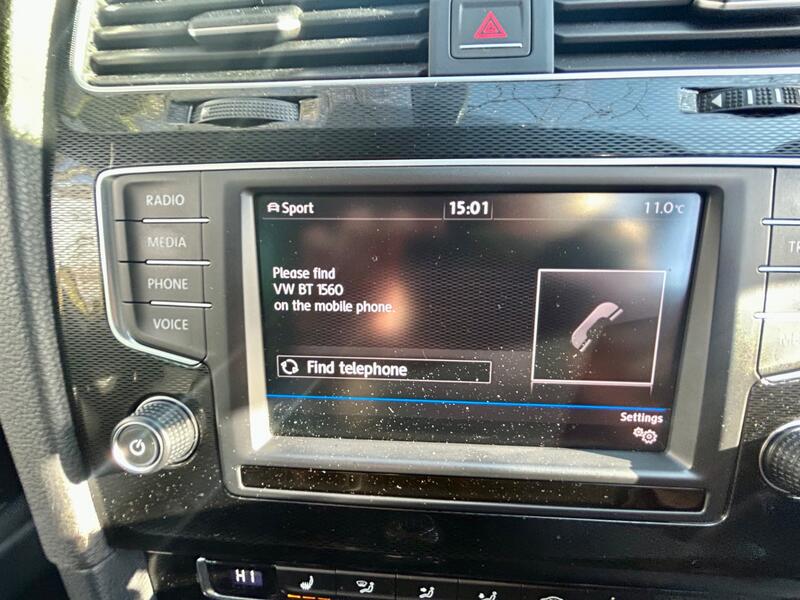 RADIO
MEDIA
PHONE
VOICE
Sport
15:01
11.0°C
Please find
VW BT 1560
on the mobile phone.
Find telephone
Settings
HI